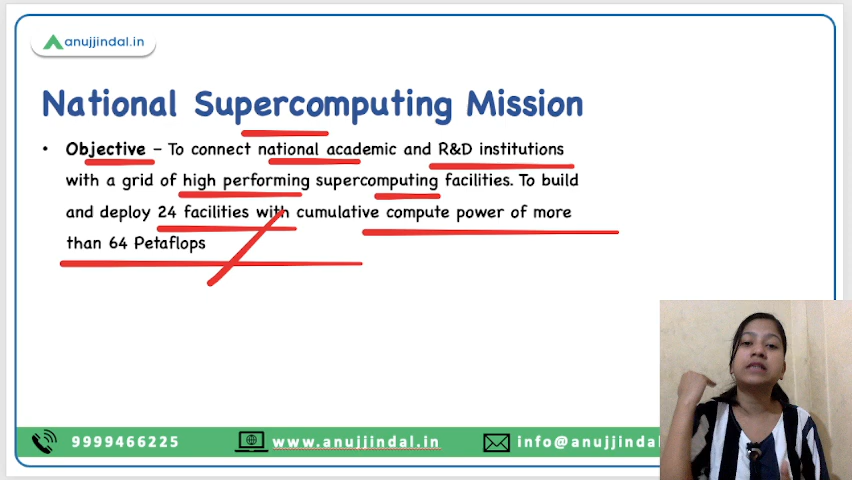 anujjindal.in
National Supercomputing Mission
• Objective – To connect national academic and R&D institutions
with a grid of high performing supercomputing facilities. To build
and deploy 24 facilities with cumulative compute power of more
than 64 Petaflops
9999466225 www.anujjindal.in info@anujjindal